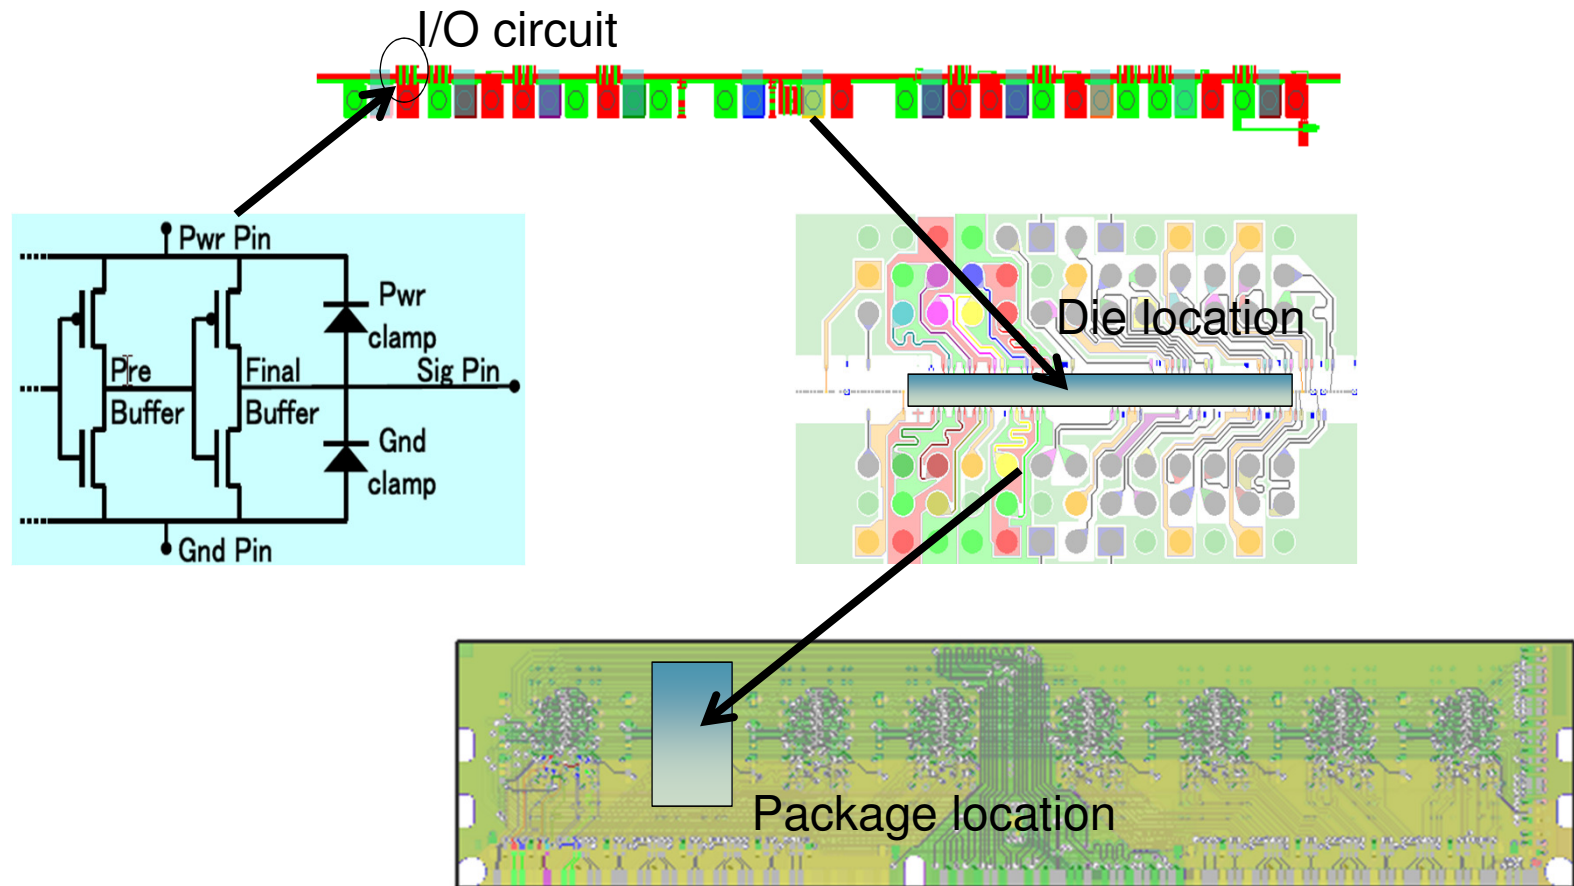 I/O circuit
Pwr Pin
Pwr
clamp
Pre
Buffer
Final
Buffer
Sig Pin
Gnd
clamp
Gnd Pin
Die location
Package location